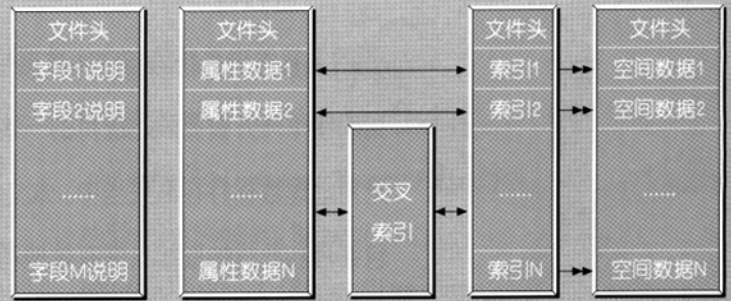 文件头
字段1说明
字段2说明
……
字段M说明
文件头
属性数据1
属性数据2
……
属性数据N
交叉
索引
文件头
索引1
索引2
……
索引N
文件头
空间数据1
空间数据2
……
空间数据N